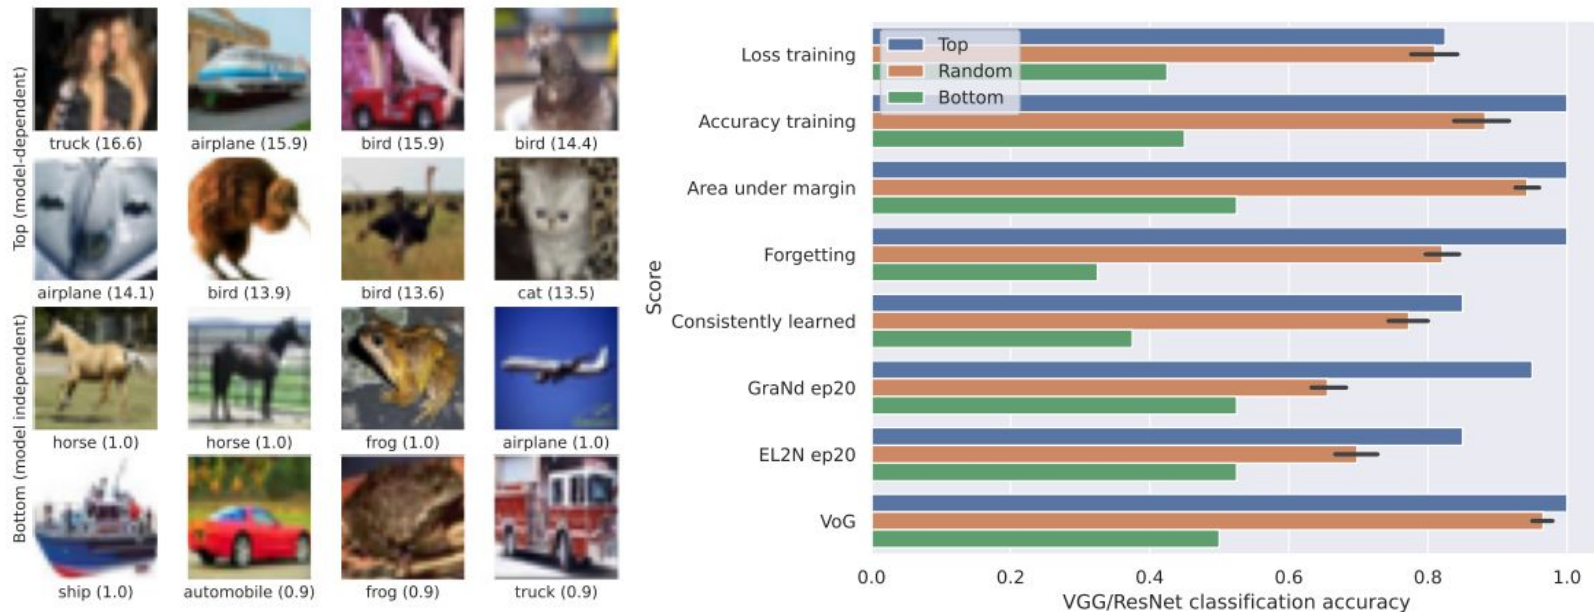 Top (model-dependent)
truck (16.6)
airplane (15.9)
bird (15.9)
bird (14.4)
airplane (14.1)
bird (13.9)
bird (13.6)
cat (13.5)
Bottom (model independent)
horse (1.0)
horse (1.0)
frog (1.0)
airplane (1.0)
ship (1.0)
automobile (0.9)
frog (0.9)
truck (0.9)
Score
Loss training
Accuracy training
Area under margin
Forgetting
Consistently learned
GraNd ep20
EL2N ep20
VoG
Top
Random
Bottom
0.0
0.2
0.4
0.6
0.8
1.0
VGG/ResNet classification accuracy